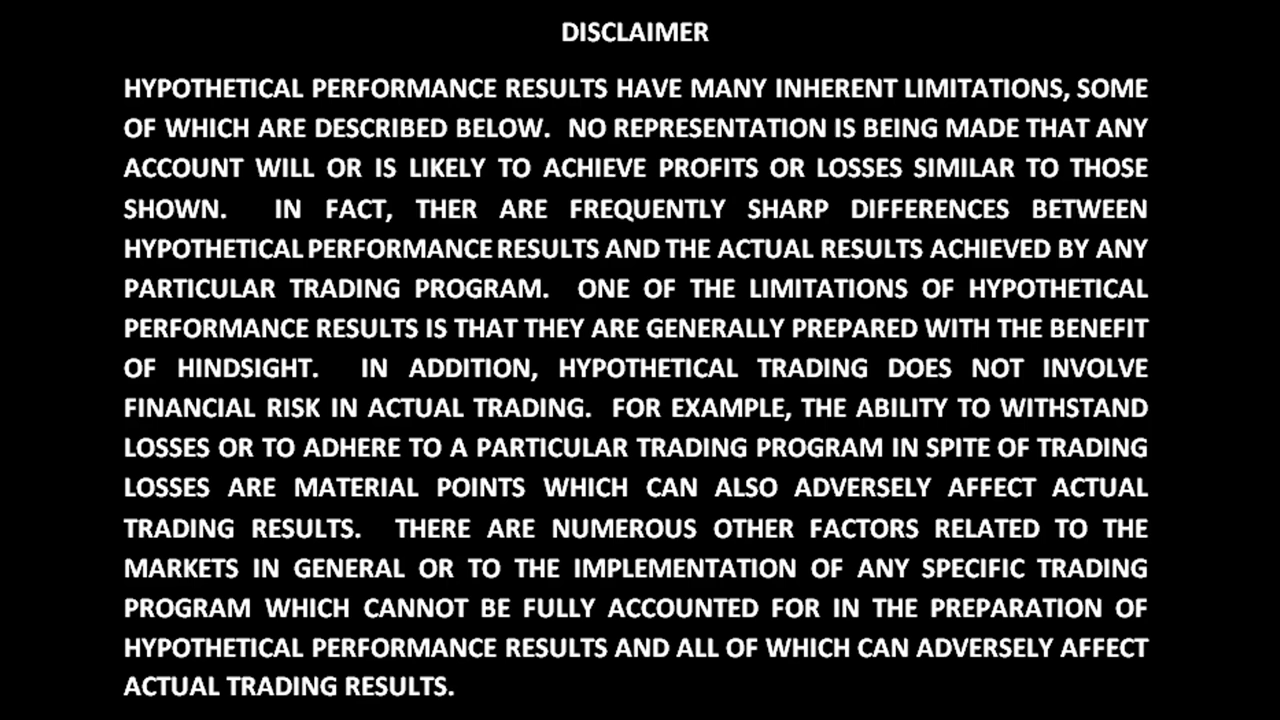 DISCLAIMER
HYPOTHETICAL PERFORMANCE RESULTS HAVE MANY INHERENT LIMITATIONS, SOME
OF WHICH ARE DESCRIBED BELOW. NO REPRESENTATION IS BEING MADE THAT ANY
ACCOUNT WILL OR IS LIKELY TO ACHIEVE PROFITS OR LOSSES SIMILAR TO THOSE
SHOWN. IN FACT, THER ARE FREQUENTLY SHARP DIFFERENCES BETWEEN
HYPOTHETICAL PERFORMANCE RESULTS AND THE ACTUAL RESULTS ACHIEVED BY ANY
PARTICULAR TRADING PROGRAM. ONE OF THE LIMITATIONS OF HYPOTHETICAL
PERFORMANCE RESULTS IS THAT THEY ARE GENERALLY PREPARED WITH THE BENEFIT
OF HINDSIGHT. IN ADDITION, HYPOTHETICAL TRADING DOES NOT INVOLVE
FINANCIAL RISK IN ACTUAL TRADING. FOR EXAMPLE, THE ABILITY TO WITHSTAND
LOSSES OR TO ADHERE TO A PARTICULAR TRADING PROGRAM IN SPITE OF TRADING
LOSSES ARE MATERIAL POINTS WHICH CAN ALSO ADVERSELY AFFECT ACTUAL
TRADING RESULTS. THERE ARE NUMEROUS OTHER FACTORS RELATED TO THE
MARKETS IN GENERAL OR TO THE IMPLEMENTATION OF ANY SPECIFIC TRADING
PROGRAM WHICH CANNOT BE FULLY ACCOUNTED FOR IN THE PREPARATION OF
HYPOTHETICAL PERFORMANCE RESULTS AND ALL OF WHICH CAN ADVERSELY AFFECT
ACTUAL TRADING RESULTS.